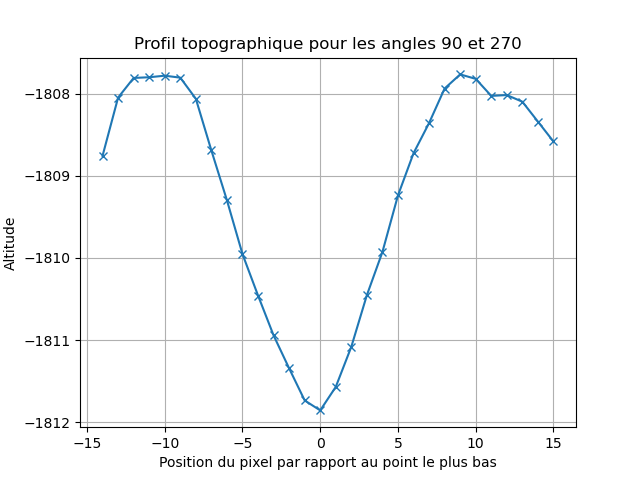 Profil topographique pour les angles 90 et 270
−1808
−1809
−1810
−1811
−1812
Altitude
−15 −10 −5 0 5 10 15
Position du pixel par rapport au point le plus bas